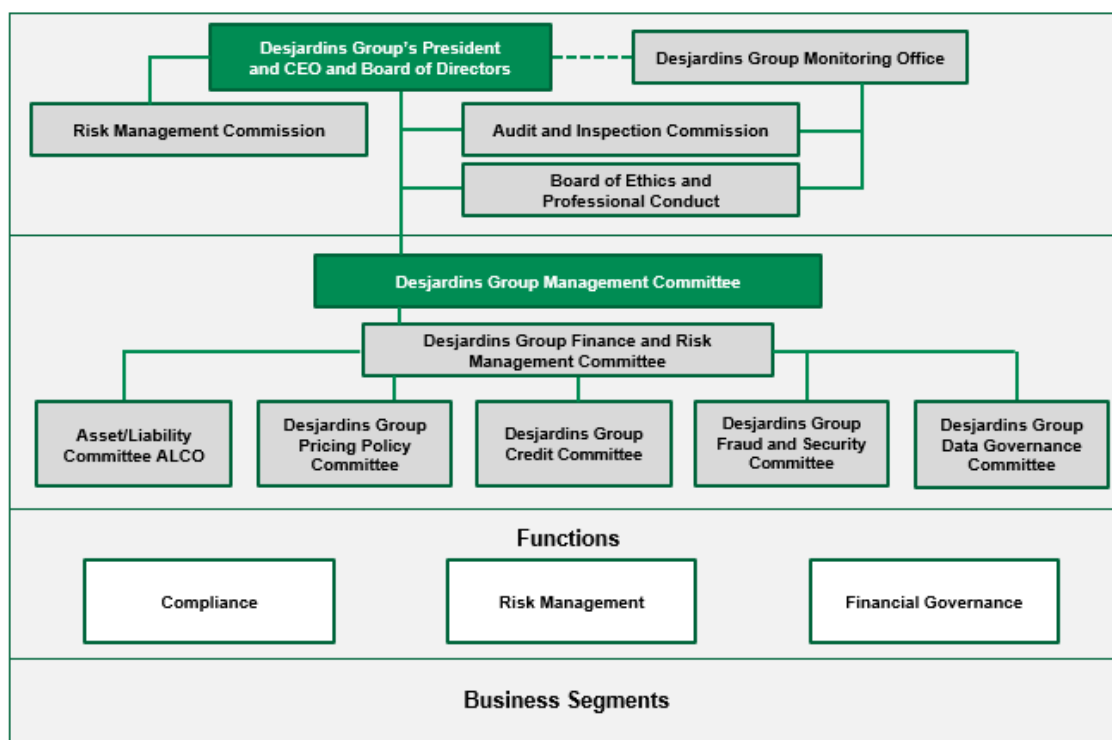 Desjardins Group's President
and CEO and Board of Directors
Desjardins Group Monitoring Office
Risk Management Commission
Audit and Inspection Commission
Board of Ethics and
Professional Conduct
Desjardins Group Management Committee
Desjardins Group Finance and Risk
Management Committee
Asset/Liability
Committee ALCO
Desjardins Group
Pricing Policy
Committee
Desjardins Group
Credit Committee
Desjardins Group
Fraud and Security
Committee
Desjardins Group
Data Governance
Committee
Functions
Compliance
Risk Management
Financial Governance
Business Segments